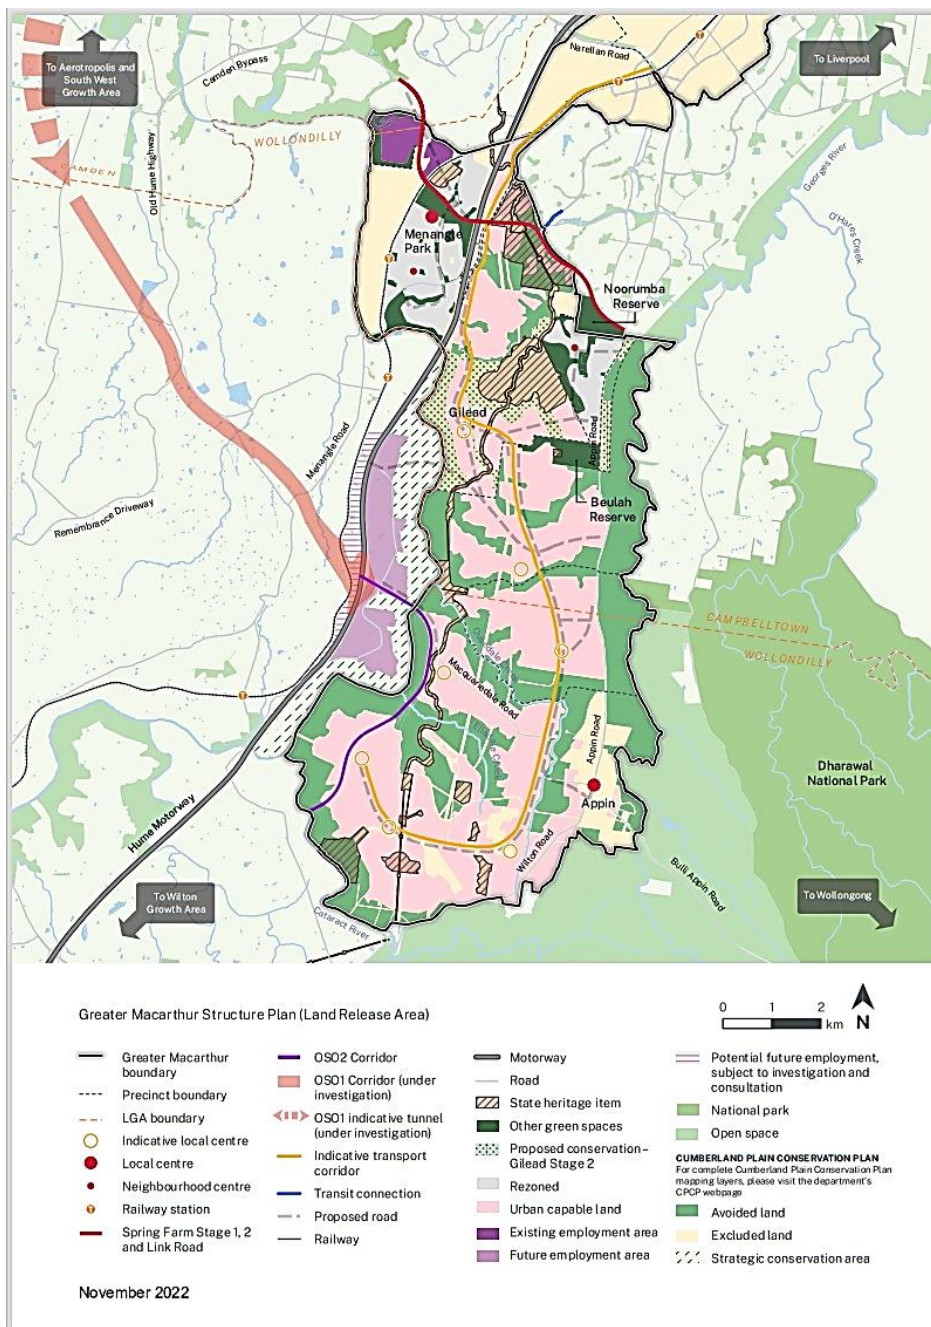 To Aerotropolis and
South West
Growth Area
Camden Bypass
Narellan Road
To Liverpool
WOLLONDILLY
CAMDEN
Old Hume Highway
Georges River
O'Hares Creek
Menangle
Park
Noorumba
Reserve
Gilead
Appin Road
Menangle Road
Beulah
Reserve
Remembrance Driveway
CAMPBELLTOWN
WOLLONDILLY
Macquariedale Road
Appin Road
Dharawal
National Park
Appin
Hume Motorway
Wilton Road
Bulli Appin Road
To Wilton
Growth Area
To Wollongong
Cataract River
Greater Macarthur Structure Plan (Land Release Area)
0 1 2
km N
Greater Macarthur
boundary
Precinct boundary
LGA boundary
Indicative local centre
Local centre
Neighbourhood centre
Railway station
Spring Farm Stage 1, 2
and Link Road
OSO2 Corridor
OSO1 Corridor (under
investigation)
OSO1 indicative tunnel
(under investigation)
Indicative transport
corridor
Transit connection
Proposed road
Railway
Motorway
Road
State heritage item
Other green spaces
Proposed conservation–
Gilead Stage 2
Rezoned
Urban capable land
Existing employment area
Future employment area
Potential future employment,
subject to investigation and
consultation
National park
Open space
CUMBERLAND PLAIN CONSERVATION PLAN
For complete Cumberland Plain Conservation Plan
mapping layers, please visit the department's
CPCP webpage
Avoided land
Excluded land
Strategic conservation area
November 2022